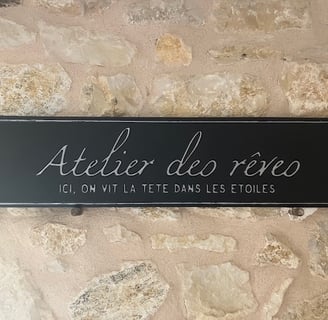 Atelier des rêves
ICI, ON VIT LA TETE DANS LES ETOILES